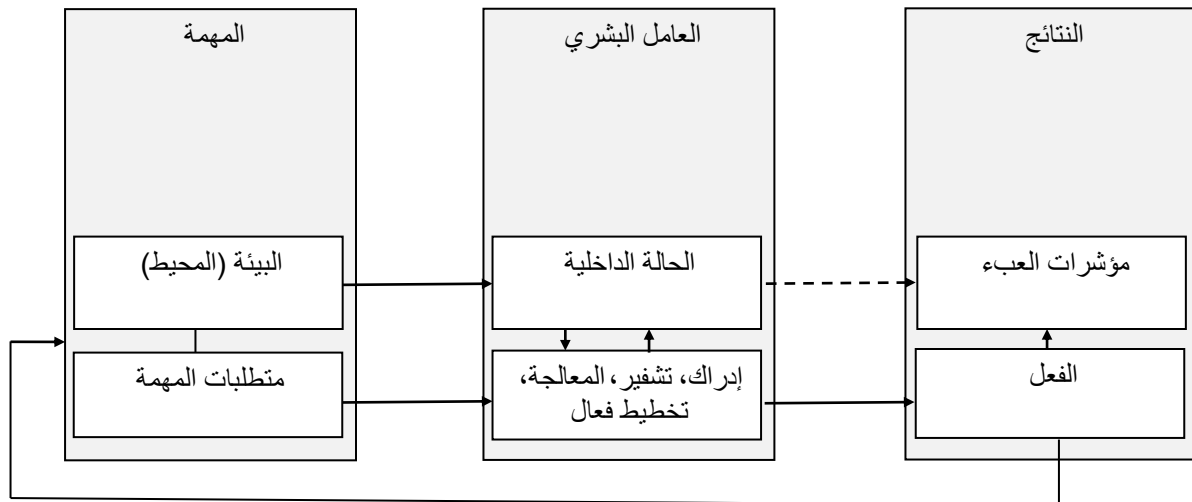 المهمة
العامل البشري
النتائج
البيئة (المحيط)
الحالة الداخلية
مؤشرات العبء
متطلبات المهمة
إدراك، تشفير، المعالجة،
تخطيط فعال
الفعل